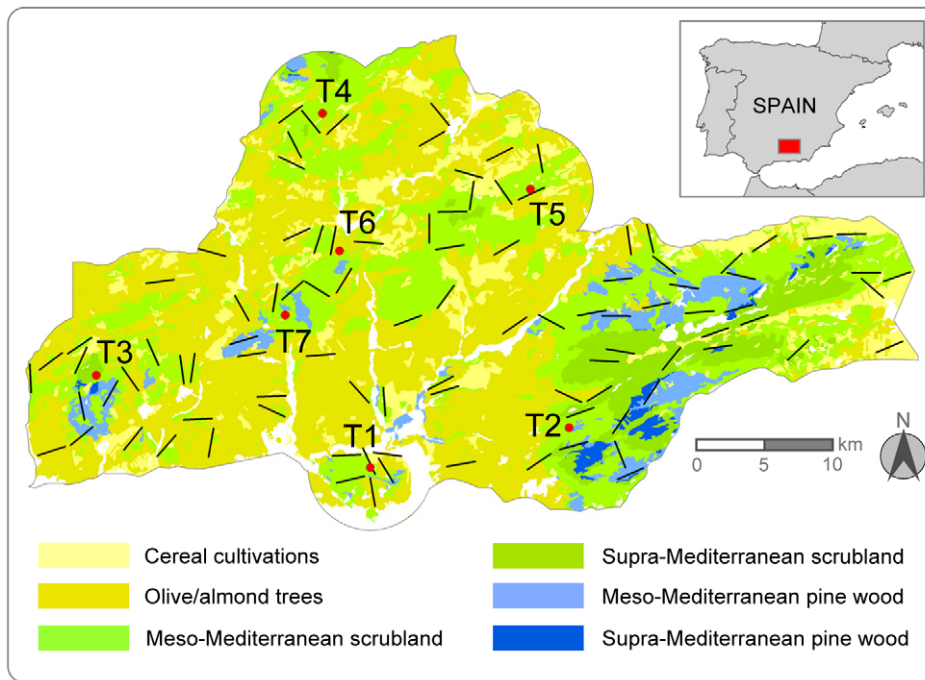 SPAIN
T4
T5
T6
T7
T3
T2
T1
N
km
0 5 10
Cereal cultivations
Olive/almond trees
Meso-Mediterranean scrubland
Supra-Mediterranean scrubland
Meso-Mediterranean pine wood
Supra-Mediterranean pine wood